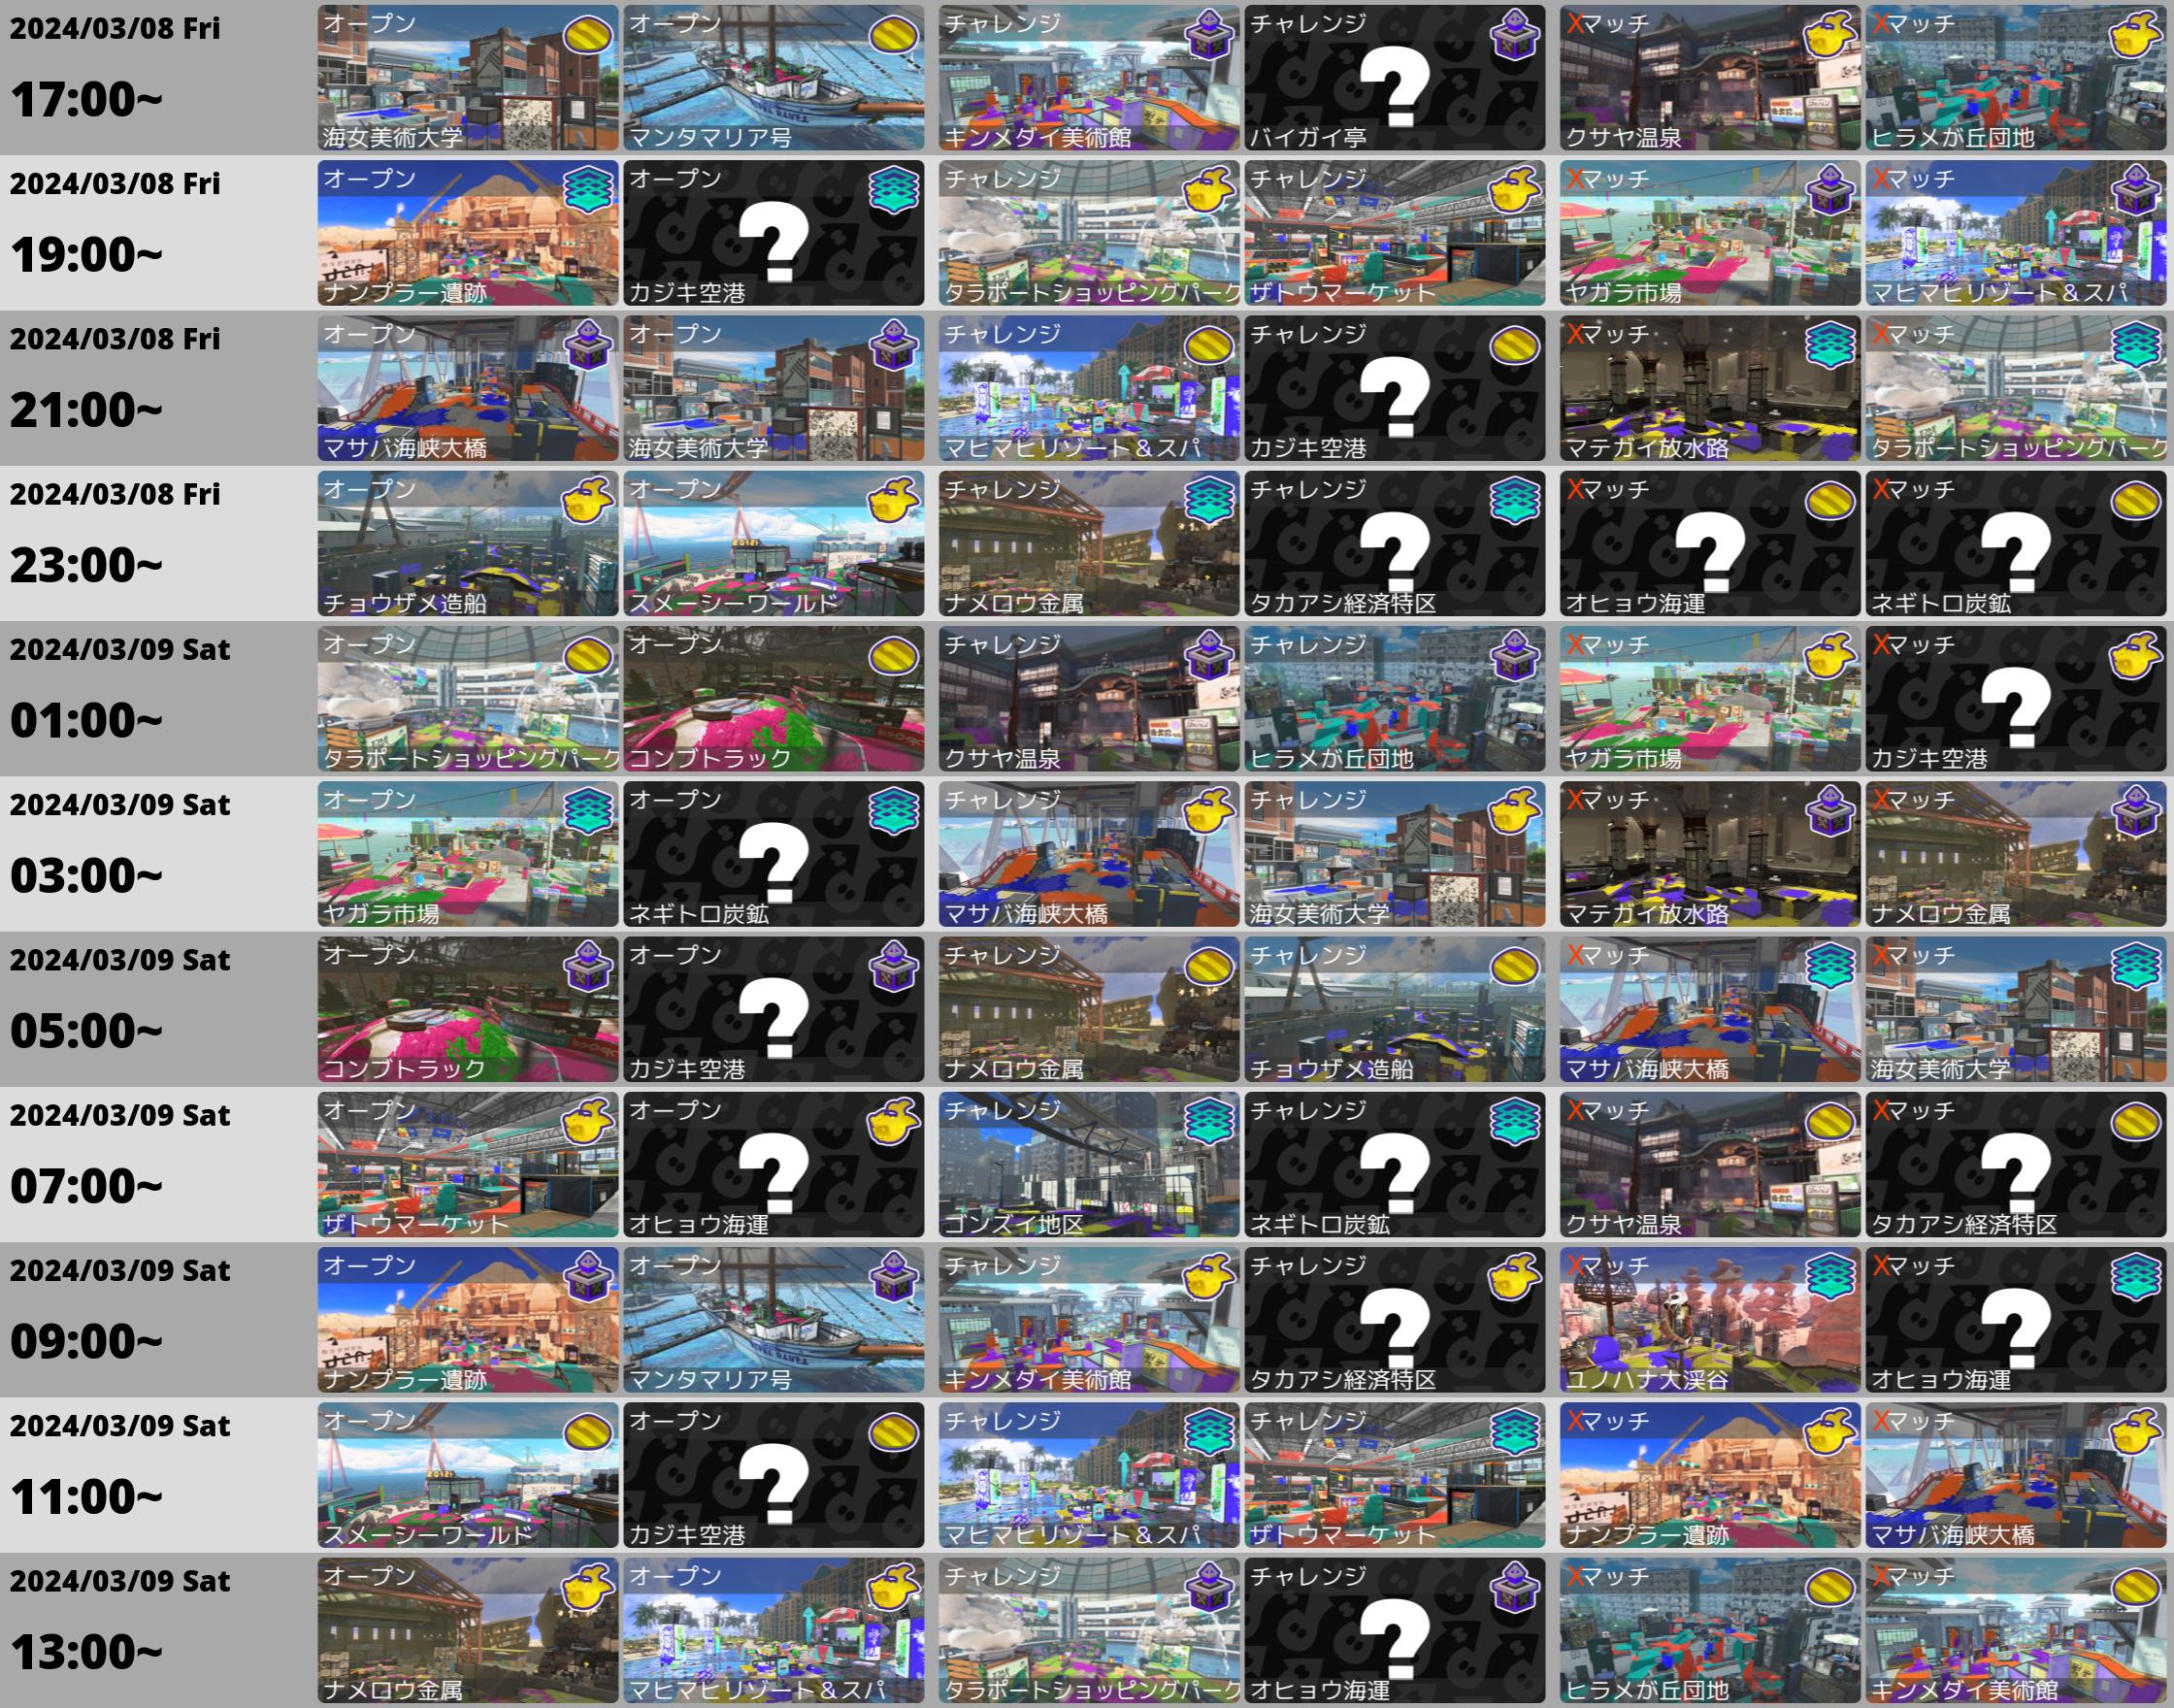 2024/03/08 Fri
17:00~
オープン
海女美術大学
オープン
マンタマリア号
チャレンジ
キンメダイ美術館
チャレンジ
?
バイガイ亭
Xマッチ
クサヤ温泉
Xマッチ
ヒラメが丘団地
2024/03/08 Fri
19:00~
オープン
ナンプラー遺跡
オープン
?
カジキ空港
チャレンジ
タラポートショッピングパーク
チャレンジ
ザトウマーケット
Xマッチ
ヤガラ市場
Xマッチ
マヒマヒリゾート&スパ
2024/03/08 Fri
21:00~
オープン
マサバ海峡大橋
オープン
海女美術大学
チャレンジ
マヒマヒリゾート&スパ
チャレンジ
?
カジキ空港
Xマッチ
マテガイ放水路
Xマッチ
タラポートショッピングパーク
2024/03/08 Fri
23:00~
オープン
チョウザメ造船
オープン
スメーシーワールド
チャレンジ
ナメロウ金属
チャレンジ
?
タカアシ経済特区
Xマッチ
?
オヒョウ海運
Xマッチ
?
ネギトロ炭鉱
2024/03/09 Sat
01:00~
オープン
タラポートショッピングパーク
オープン
コンブトラック
チャレンジ
クサヤ温泉
チャレンジ
ヒラメが丘団地
Xマッチ
ヤガラ市場
Xマッチ
?
カジキ空港
2024/03/09 Sat
03:00~
オープン
ヤガラ市場
オープン
?
ネギトロ炭鉱
チャレンジ
マサバ海峡大橋
チャレンジ
海女美術大学
Xマッチ
マテガイ放水路
Xマッチ
ナメロウ金属
2024/03/09 Sat
05:00~
オープン
コンブトラック
オープン
?
カジキ空港
チャレンジ
ナメロウ金属
チャレンジ
チョウザメ造船
Xマッチ
マサバ海峡大橋
Xマッチ
海女美術大学
2024/03/09 Sat
07:00~
オープン
ザトウマーケット
オープン
?
オヒョウ海運
チャレンジ
ゴンズイ地区
チャレンジ
?
ネギトロ炭鉱
Xマッチ
クサヤ温泉
Xマッチ
?
タカアシ経済特区
2024/03/09 Sat
09:00~
オープン
ナンプラー遺跡
オープン
マンタマリア号
チャレンジ
キンメダイ美術館
チャレンジ
?
タカアシ経済特区
Xマッチ
ユノハナ大渓谷
Xマッチ
?
オヒョウ海運
2024/03/09 Sat
11:00~
オープン
スメーシーワールド
オープン
?
カジキ空港
チャレンジ
マヒマヒリゾート&スパ
チャレンジ
ザトウマーケット
Xマッチ
ナンプラー遺跡
Xマッチ
マサバ海峡大橋
2024/03/09 Sat
13:00~
オープン
ナメロウ金属
オープン
マヒマヒリゾート&スパ
チャレンジ
タラポートショッピングパーク
チャレンジ
?
オヒョウ海運
Xマッチ
ヒラメが丘団地
Xマッチ
キンメダイ美術館